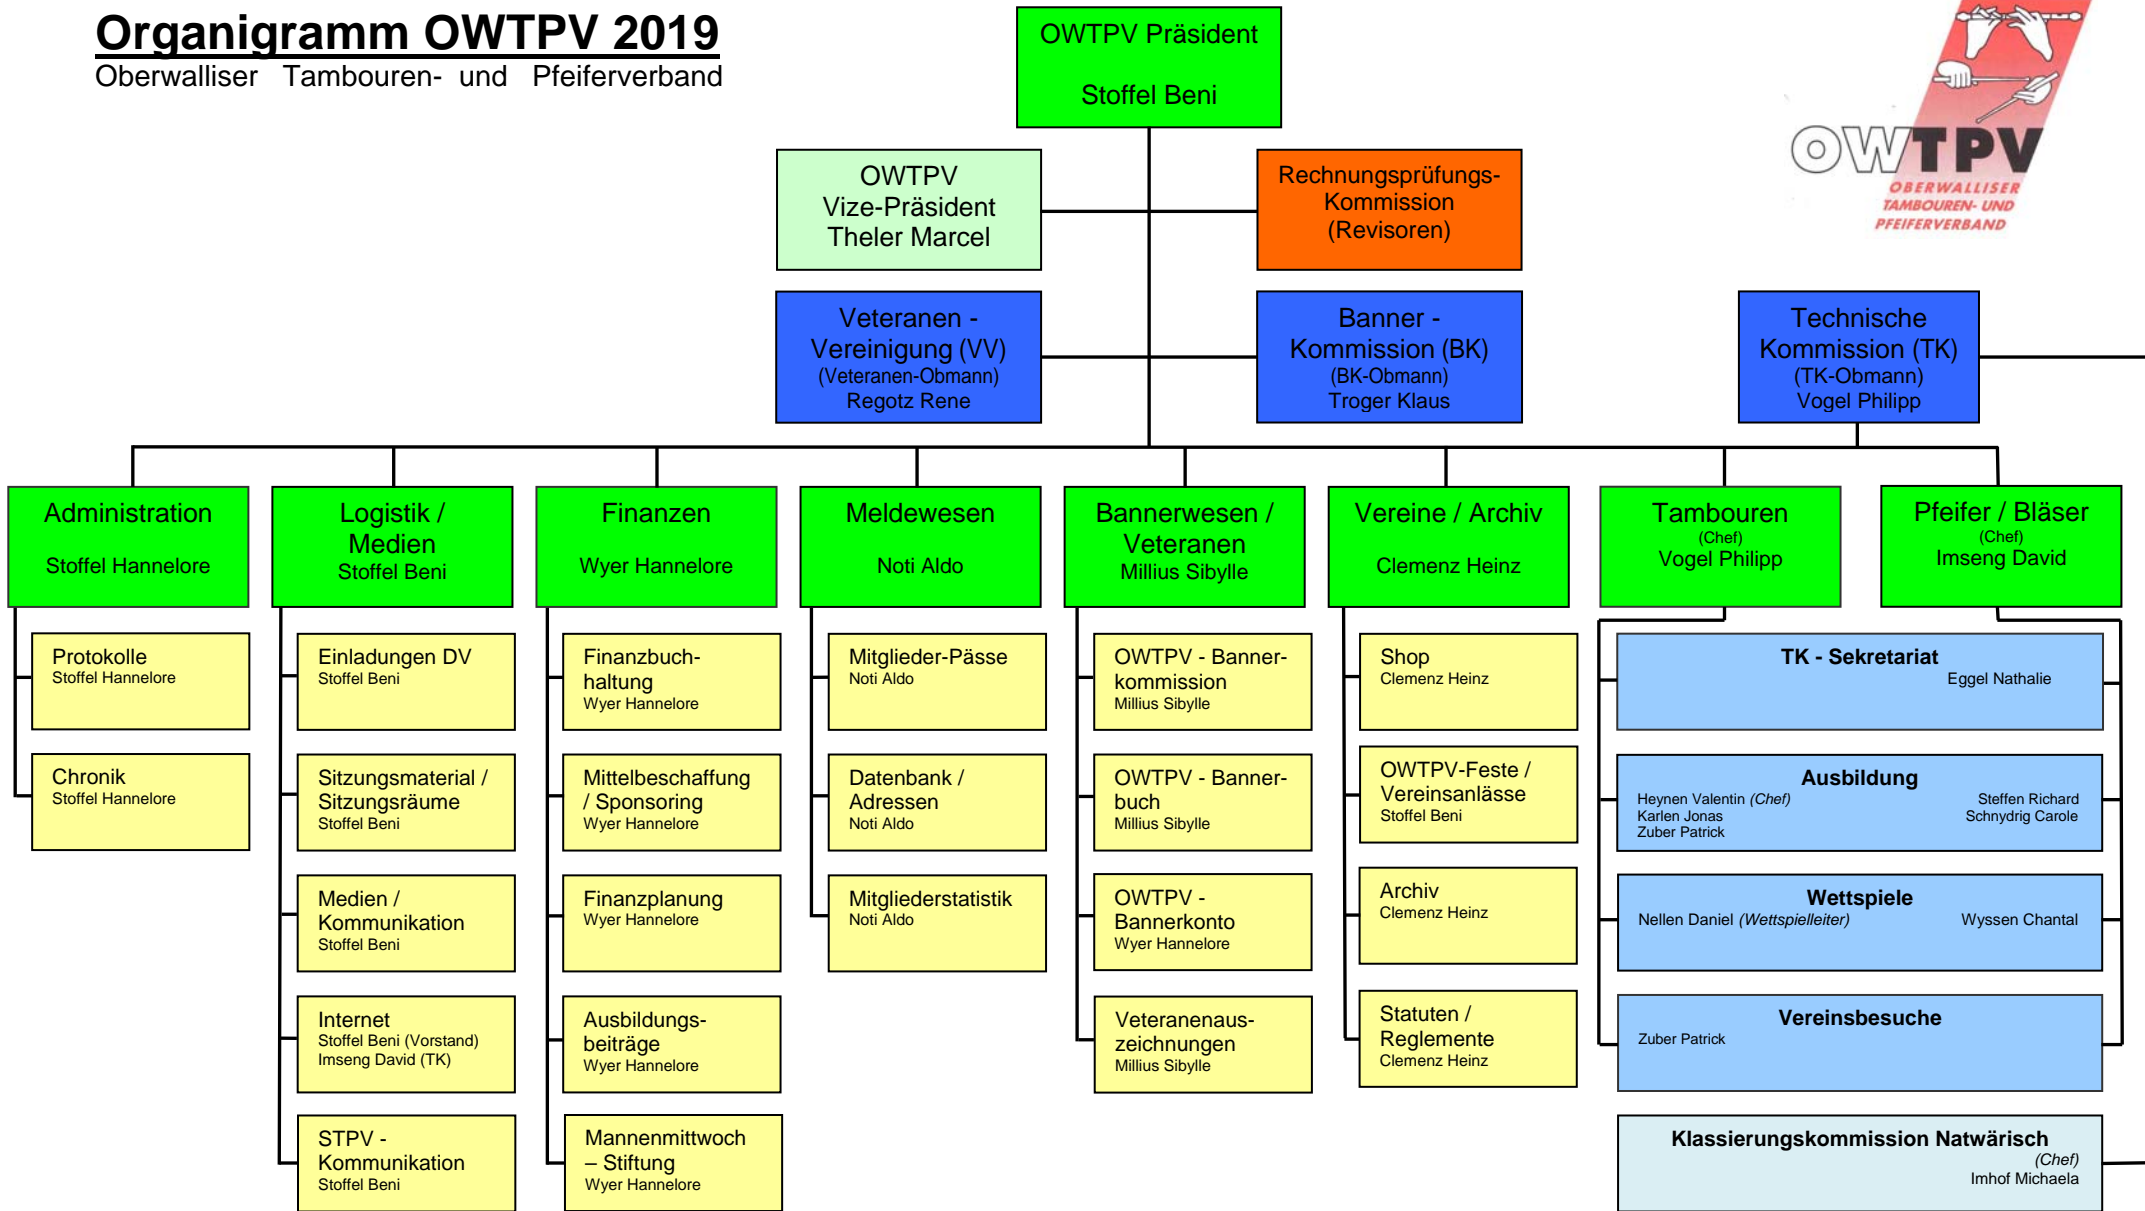 Organigramm OWTPV 2019
Oberwalliser Tambouren- und Pfeiferverband
OWTPV Präsident
Stoffel Beni
OWTPV
OBERWALLISER
TAMBOUREN- UND
PFEIFERVERBAND
OWTPV
Vize-Präsident
Theler Marcel
Rechnungsprüfungs-
Kommission
(Revisoren)
Veteranen -
Vereinigung (VV)
(Veteranen-Obmann)
Regotz Rene
Banner -
Kommission (BK)
(BK-Obmann)
Troger Klaus
Technische
Kommission (TK)
(TK-Obmann)
Vogel Philipp
Administration
Stoffel Hannelore
Logistik /
Medien
Stoffel Beni
Finanzen
Wyer Hannelore
Meldewesen
Noti Aldo
Bannerwesen /
Veteranen
Millius Sibylle
Vereine / Archiv
Clemenz Heinz
Tambouren
(Chef)
Vogel Philipp
Pfeifer / Bläser
(Chef)
Imseng David
Protokolle
Stoffel Hannelore
Chronik
Stoffel Hannelore
Einladungen DV
Stoffel Beni
Sitzungsmaterial /
Sitzungsräume
Stoffel Beni
Medien /
Kommunikation
Stoffel Beni
Internet
Stoffel Beni (Vorstand)
Imseng David (TK)
STPV -
Kommunikation
Stoffel Beni
Finanzbuch-
haltung
Wyer Hannelore
Mittelbeschaffung
/ Sponsoring
Wyer Hannelore
Finanzplanung
Wyer Hannelore
Ausbildungs-
beiträge
Wyer Hannelore
Mannenmittwoch
– Stiftung
Wyer Hannelore
Mitglieder-Pässe
Noti Aldo
Datenbank /
Adressen
Noti Aldo
Mitgliederstatistik
Noti Aldo
OWTPV - Banner-
kommission
Millius Sibylle
OWTPV - Banner-
buch
Millius Sibylle
OWTPV -
Bannerkonto
Wyer Hannelore
Veteranenaus-
zeichnungen
Millius Sibylle
Shop
Clemenz Heinz
OWTPV-Feste /
Vereinsanlässe
Stoffel Beni
Archiv
Clemenz Heinz
Statuten /
Reglemente
Clemenz Heinz
TK - Sekretariat
Eggel Nathalie
Ausbildung
Heynen Valentin (Chef) Steffen Richard
Karlen Jonas Schnydrig Carole
Zuber Patrick
Wettspiele
Nellen Daniel (Wettspielleiter) Wyssen Chantal
Vereinsbesuche
Zuber Patrick
Klassierungskommission Natwärisch
(Chef)
Imhof Michaela